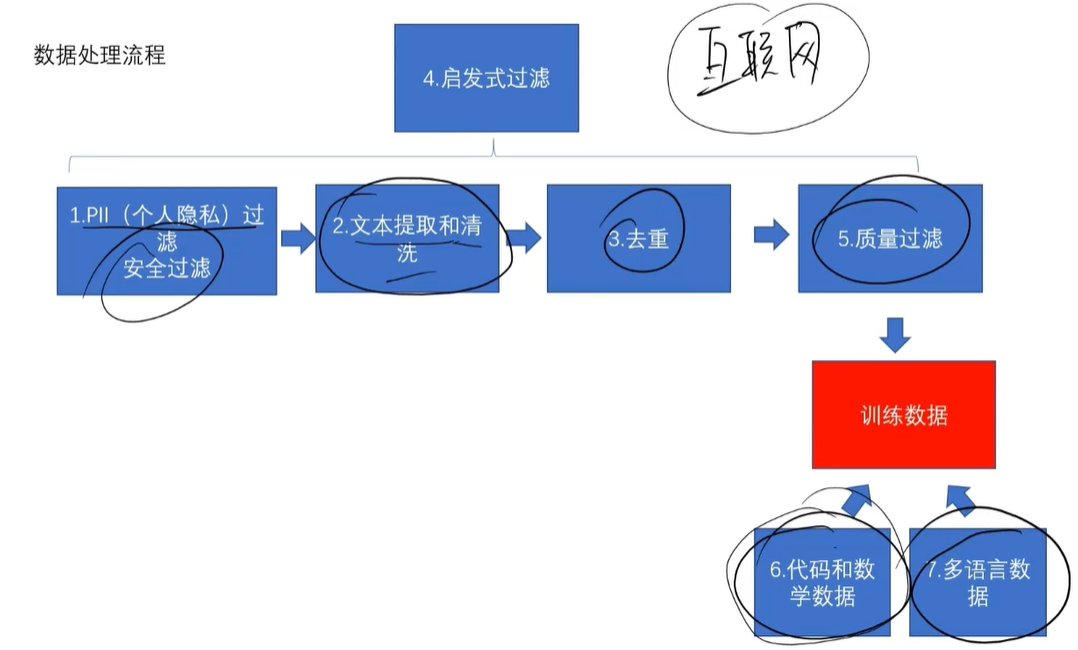 数据处理流程
4.启发式过滤
互联网
1.PII（个人隐私）过
滤
安全过滤
2.文本提取和清
洗
3.去重
5.质量过滤
训练数据
6.代码和数
学数据
7.多语言数
据